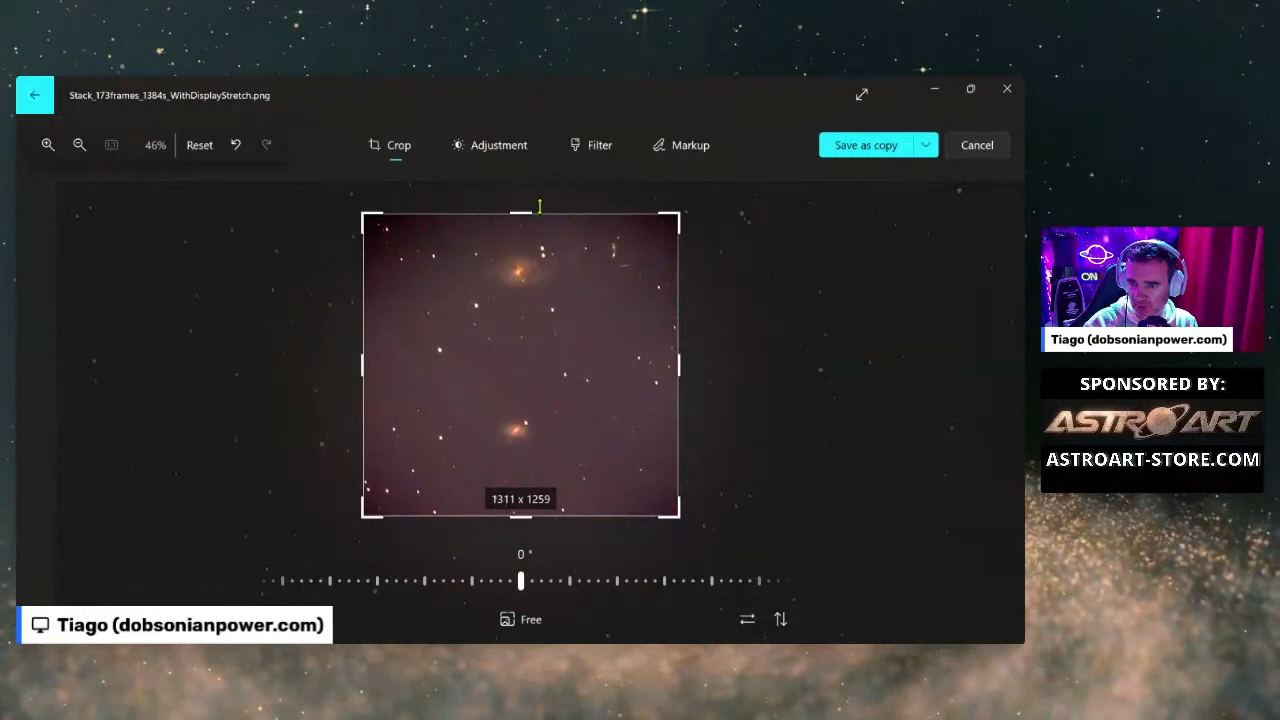 Stack_173frames_1384s_WithDisplayStretch.png
46%
Reset
Crop
Adjustment
Filter
Markup
Save as copy
Cancel
1311 x 1259
0 °
Free
Tiago (dobsonianpower.com)
ON
Tiago (dobsonianpower.com)
SPONSORED BY:
ASTROART
ASTROART-STORE.COM